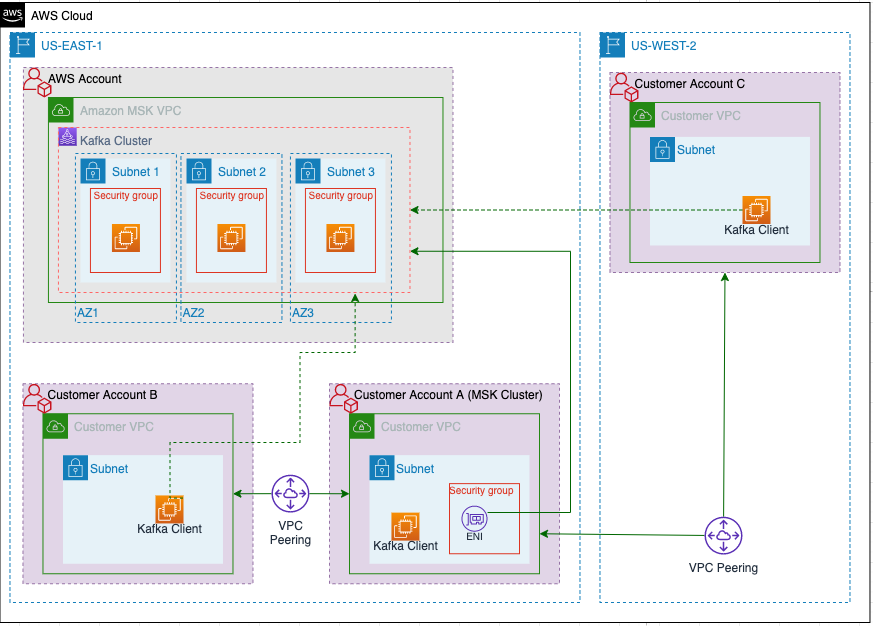 aws
AWS Cloud
US-EAST-1
US-WEST-2
AWS Account
Customer Account C
Amazon MSK VPC
Customer VPC
Kafka Cluster
Subnet
Subnet 1
Subnet 2
Subnet 3
Security group
Security group
Security group
Kafka Client
AZ1
AZ2
AZ3
Customer Account B
Customer Account A (MSK Cluster)
Customer VPC
Customer VPC
Subnet
Subnet
Security group
Kafka Client
VPC
Peering
Kafka Client
ENI
VPC Peering